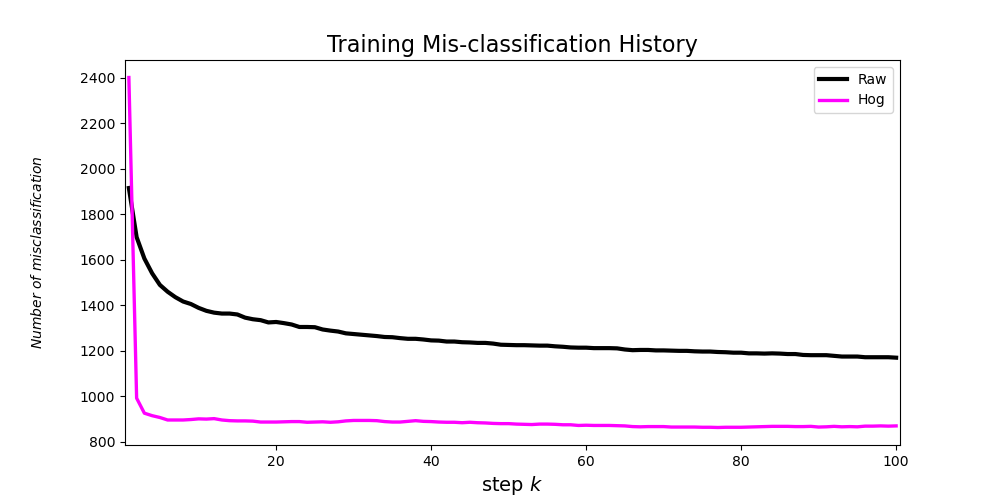 Training Mis-classification History
Number of misclassification
2400
2200
2000
1800
1600
1400
1200
1000
800
20
40
60
80
100
step k
Raw
Hog